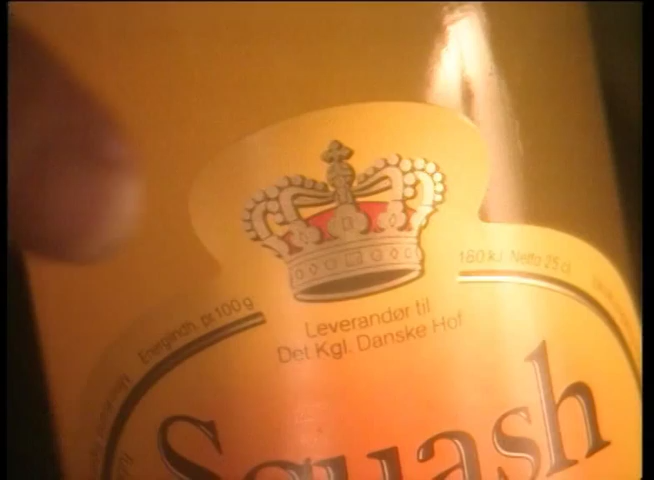 Energiindh. pr. 100 g
160 kJ Netto 25 cl
Leverandør til
Det Kgl. Danske Hof
Squash